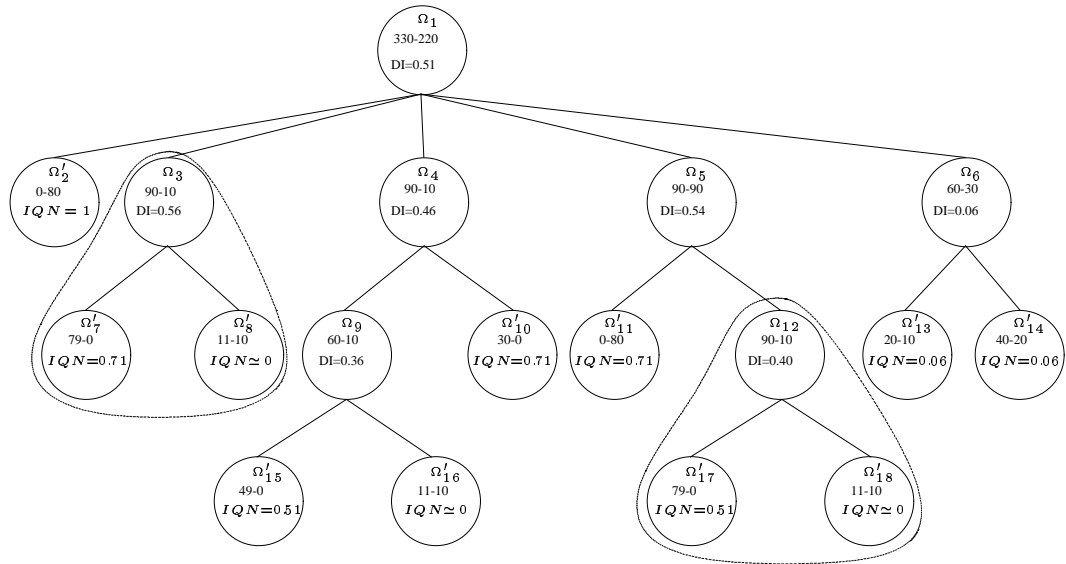 Ω₁
330-220
DI=0.51
Ω′₂
0-80
IQN = 1
Ω₃
90-10
DI=0.56
Ω₄
90-10
DI=0.46
Ω₅
90-90
DI=0.54
Ω₆
60-30
DI=0.06
Ω′₇
79-0
IQN=0.71
Ω′₈
11-10
IQN≃0
Ω₉
60-10
DI=0.36
Ω′₁₀
30-0
IQN=0.71
Ω′₁₁
0-80
IQN=0.71
Ω₁₂
90-10
DI=0.40
Ω′₁₃
20-10
IQN=0.06
Ω′₁₄
40-20
IQN=0.06
Ω′₁₅
49-0
IQN=0.51
Ω′₁₆
11-10
IQN≃0
Ω′₁₇
79-0
IQN=0.51
Ω′₁₈
11-10
IQN≃0